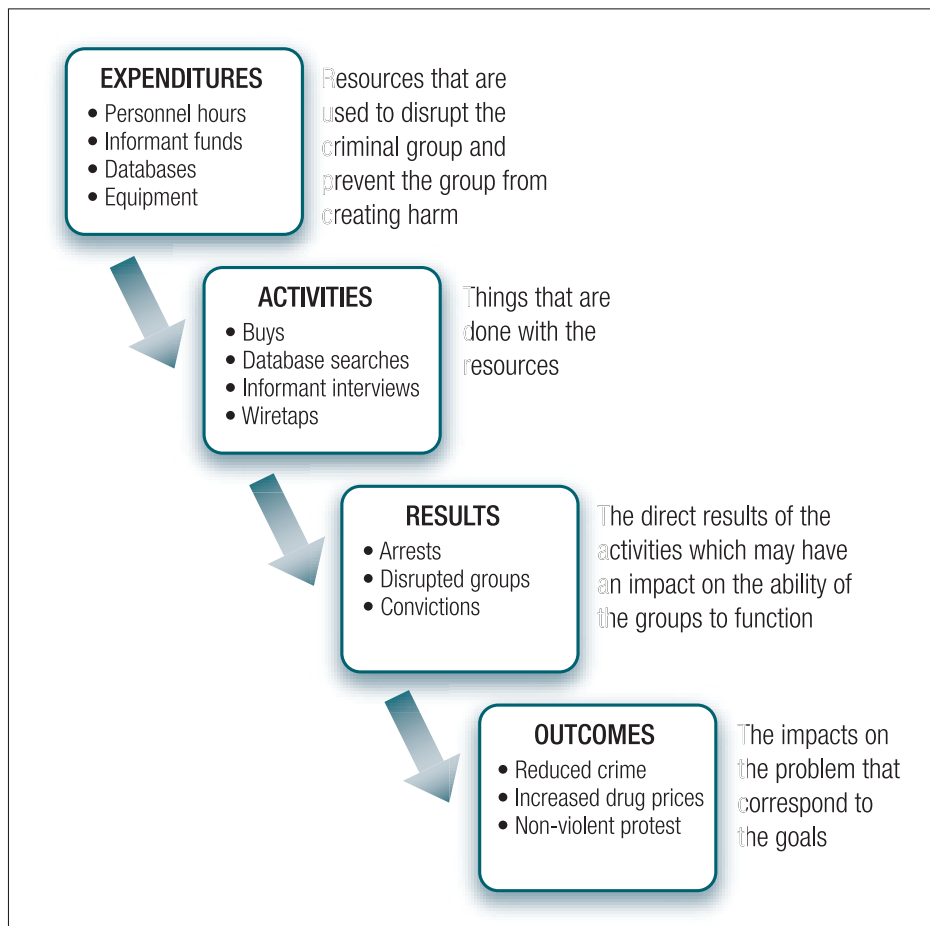 EXPENDITURES
• Personnel hours
• Informant funds
• Databases
• Equipment
Resources that are
used to disrupt the
criminal group and
prevent the group from
creating harm
ACTIVITIES
• Buys
• Database searches
• Informant interviews
• Wiretaps
Things that are
done with the
resources
RESULTS
• Arrests
• Disrupted groups
• Convictions
The direct results of the
activities which may have
an impact on the ability of
the groups to function
OUTCOMES
• Reduced crime
• Increased drug prices
• Non-violent protest
The impacts on
the problem that
correspond to
the goals